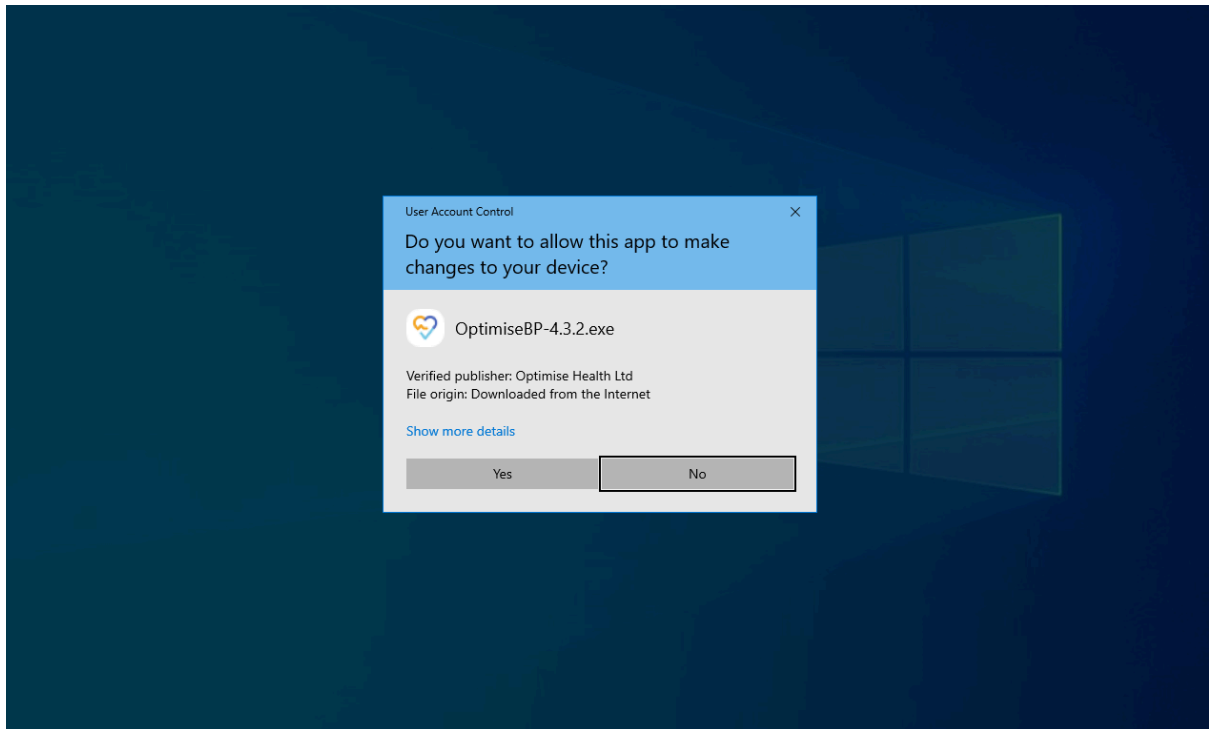 User Account Control
Do you want to allow this app to make
changes to your device?
OptimiseBP-4.3.2.exe
Verified publisher: Optimise Health Ltd
File origin: Downloaded from the Internet
Show more details
Yes
No